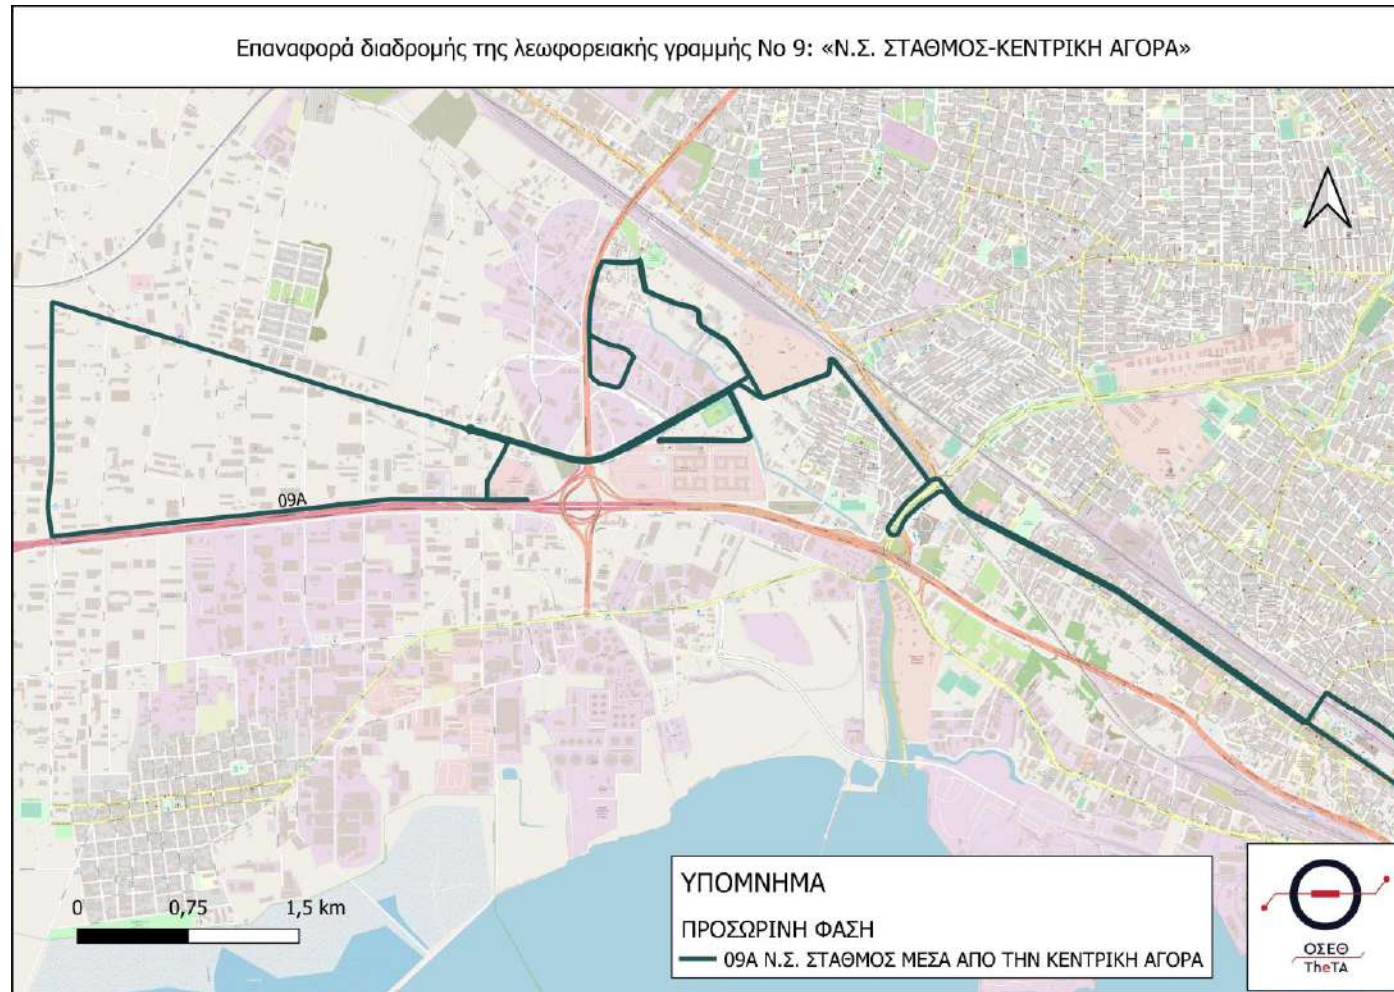 Επαναφορά διαδρομής της λεωφορειακής γραμμής Νο 9: «Ν.Σ. ΣΤΑΘΜΟΣ-ΚΕΝΤΡΙΚΗ ΑΓΟΡΑ»
09Α
0 0,75 1,5 km
ΥΠΟΜΝΗΜΑ
ΠΡΟΣΩΡΙΝΗ ΦΑΣΗ
09Α Ν.Σ. ΣΤΑΘΜΟΣ ΜΕΣΑ ΑΠΟ ΤΗΝ ΚΕΝΤΡΙΚΗ ΑΓΟΡΑ
ΟΣΕΘ
TheTA